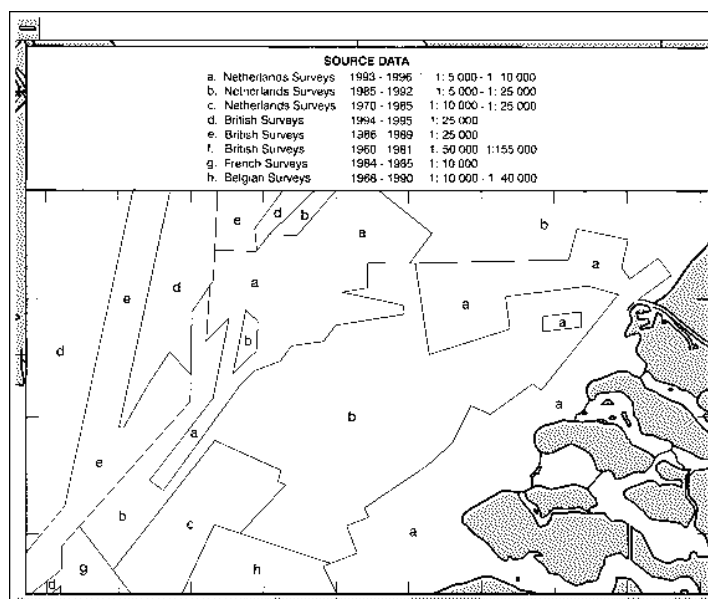 SOURCE DATA
a. Netherlands Surveys 1993 - 1996 1: 5 000 - 1: 10 000
b. Netherlands Surveys 1985 - 1992 1: 5 000 - 1: 25 000
c. Netherlands Surveys 1970 - 1985 1: 10 000 - 1: 25 000
d. British Surveys 1994 - 1995 1: 25 000
e. British Surveys 1986 1989 1: 25 000
f. British Surveys 1960 1981 1: 50 000 1:155 000
g. French Surveys 1984 - 1985 1: 10 000
h. Belgian Surveys 1968 - 1990 1: 10 000 - 1: 40 000
e d b a b
a
e d a a
a
d b
b a
a
e
b c a
g h
d